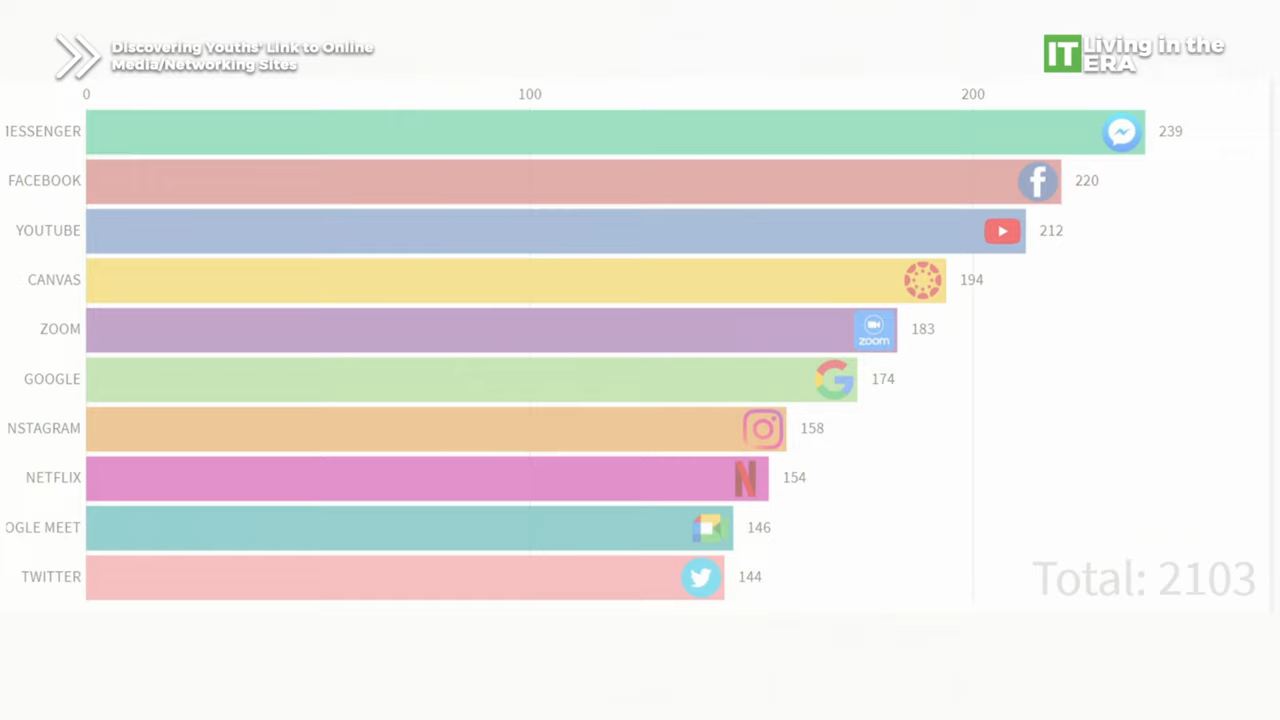 Discovering Youths' Link to Online
Media/Networking Sites
IT Living in the
ERA
0 100 200
MESSENGER 239
FACEBOOK 220
YOUTUBE 212
CANVAS 194
ZOOM zoom 183
GOOGLE 174
NSTAGRAM 158
NETFLIX N 154
OGLE MEET 146
TWITTER 144
Total: 2103